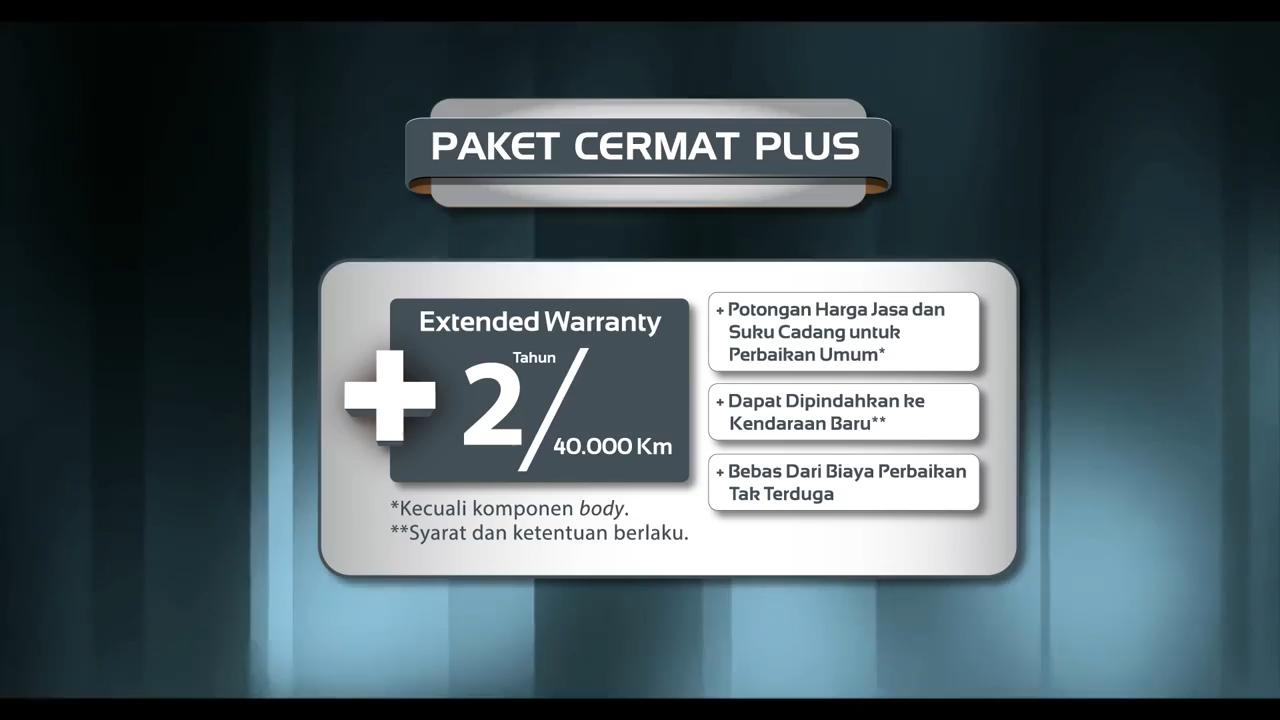 PAKET CERMAT PLUS
Extended Warranty
+ 2 Tahun / 40.000 Km
*Kecuali komponen body.
**Syarat dan ketentuan berlaku.
+ Potongan Harga Jasa dan
Suku Cadang untuk
Perbaikan Umum*
+ Dapat Dipindahkan ke
Kendaraan Baru**
+ Bebas Dari Biaya Perbaikan
Tak Terduga